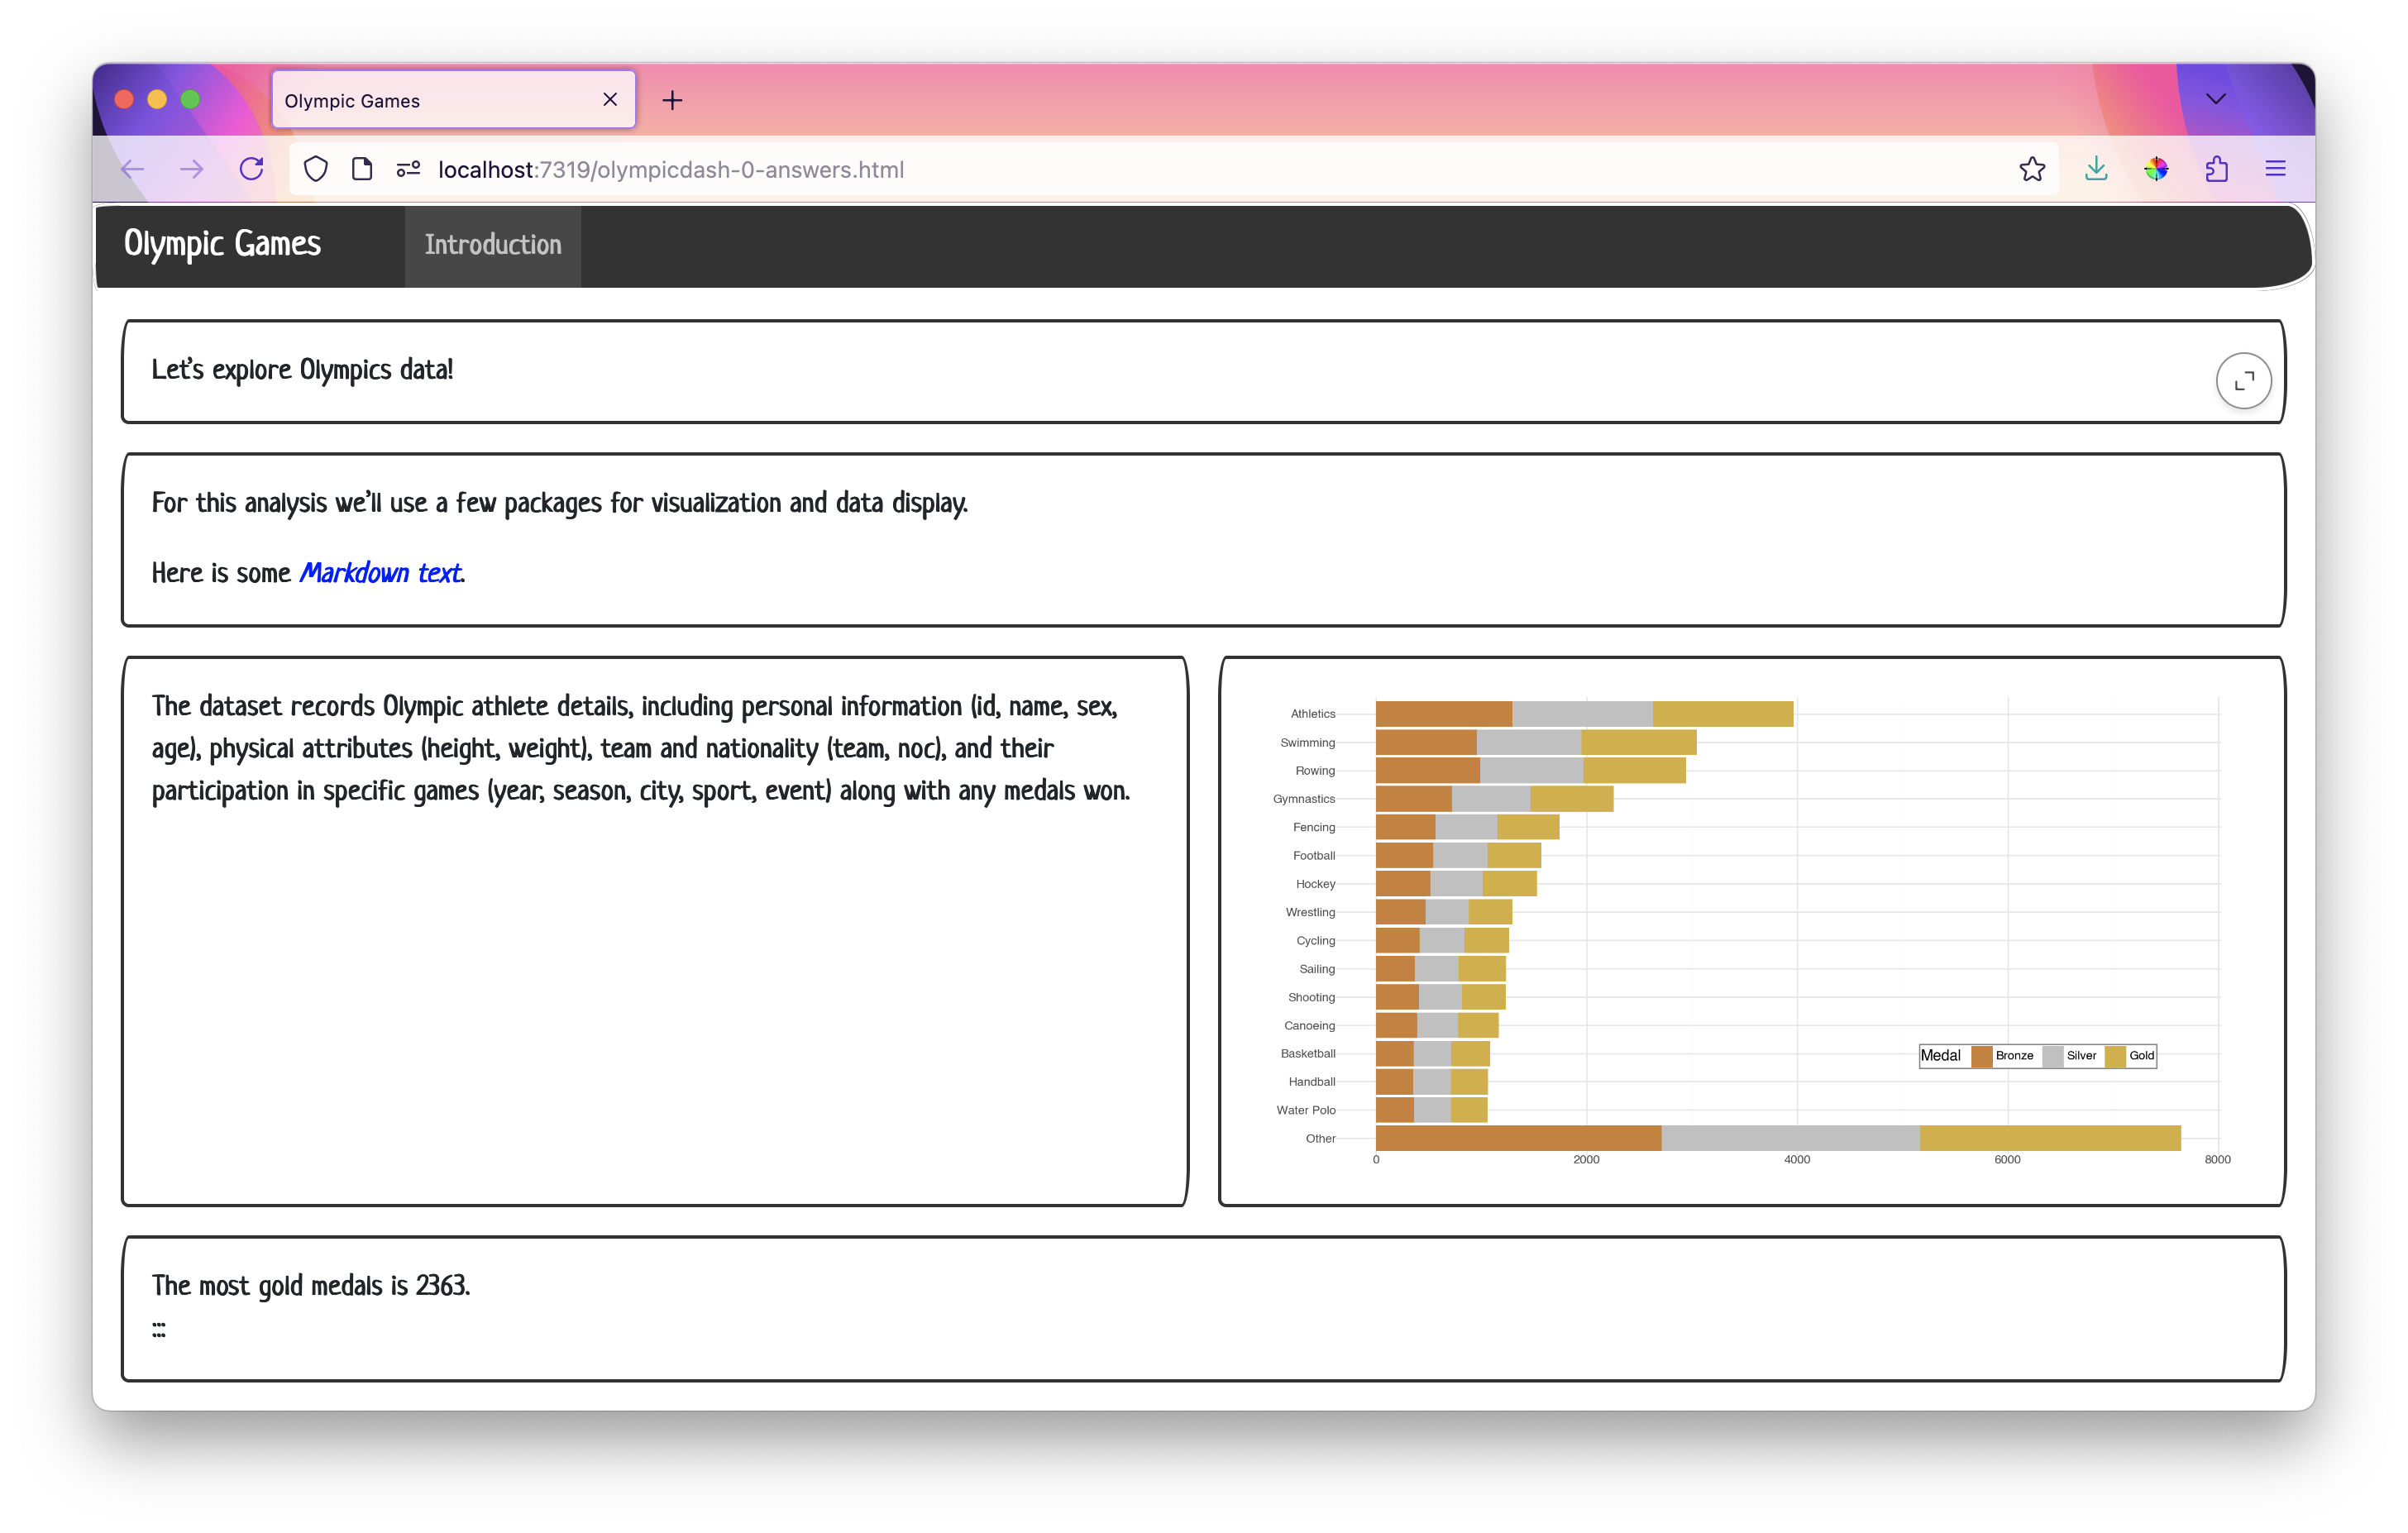 Olympic Games
localhost:7319/olympicdash-0-answers.html
Olympic Games
Introduction
Let’s explore Olympics data!
For this analysis we’ll use a few packages for visualization and data display.
Here is some Markdown text.
The dataset records Olympic athlete details, including personal information (id, name, sex,
age), physical attributes (height, weight), team and nationality (team, noc), and their
participation in specific games (year, season, city, sport, event) along with any medals won.
Athletics
Swimming
Rowing
Gymnastics
Fencing
Football
Hockey
Wrestling
Cycling
Sailing
Shooting
Canoeing
Basketball
Handball
Water Polo
Other
Medal Bronze Silver Gold
0 2000 4000 6000 8000
The most gold medals is 2363.
:::